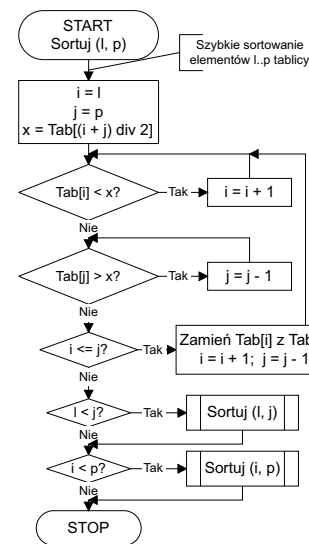 START
Sortuj (l, p)
Szybkie sortowanie
elementów l..p tablicy
i = l
j = p
x = Tab[(i + j) div 2]
Tab[i] < x?
Tak
i = i + 1
Nie
Tab[j] > x?
Tak
j = j - 1
Nie
i <= j?
Tak
Zamień Tab[i] z Tab
i = i + 1; j = j - 1
Nie
l < j?
Tak
Sortuj (l, j)
Nie
i < p?
Tak
Sortuj (i, p)
Nie
STOP